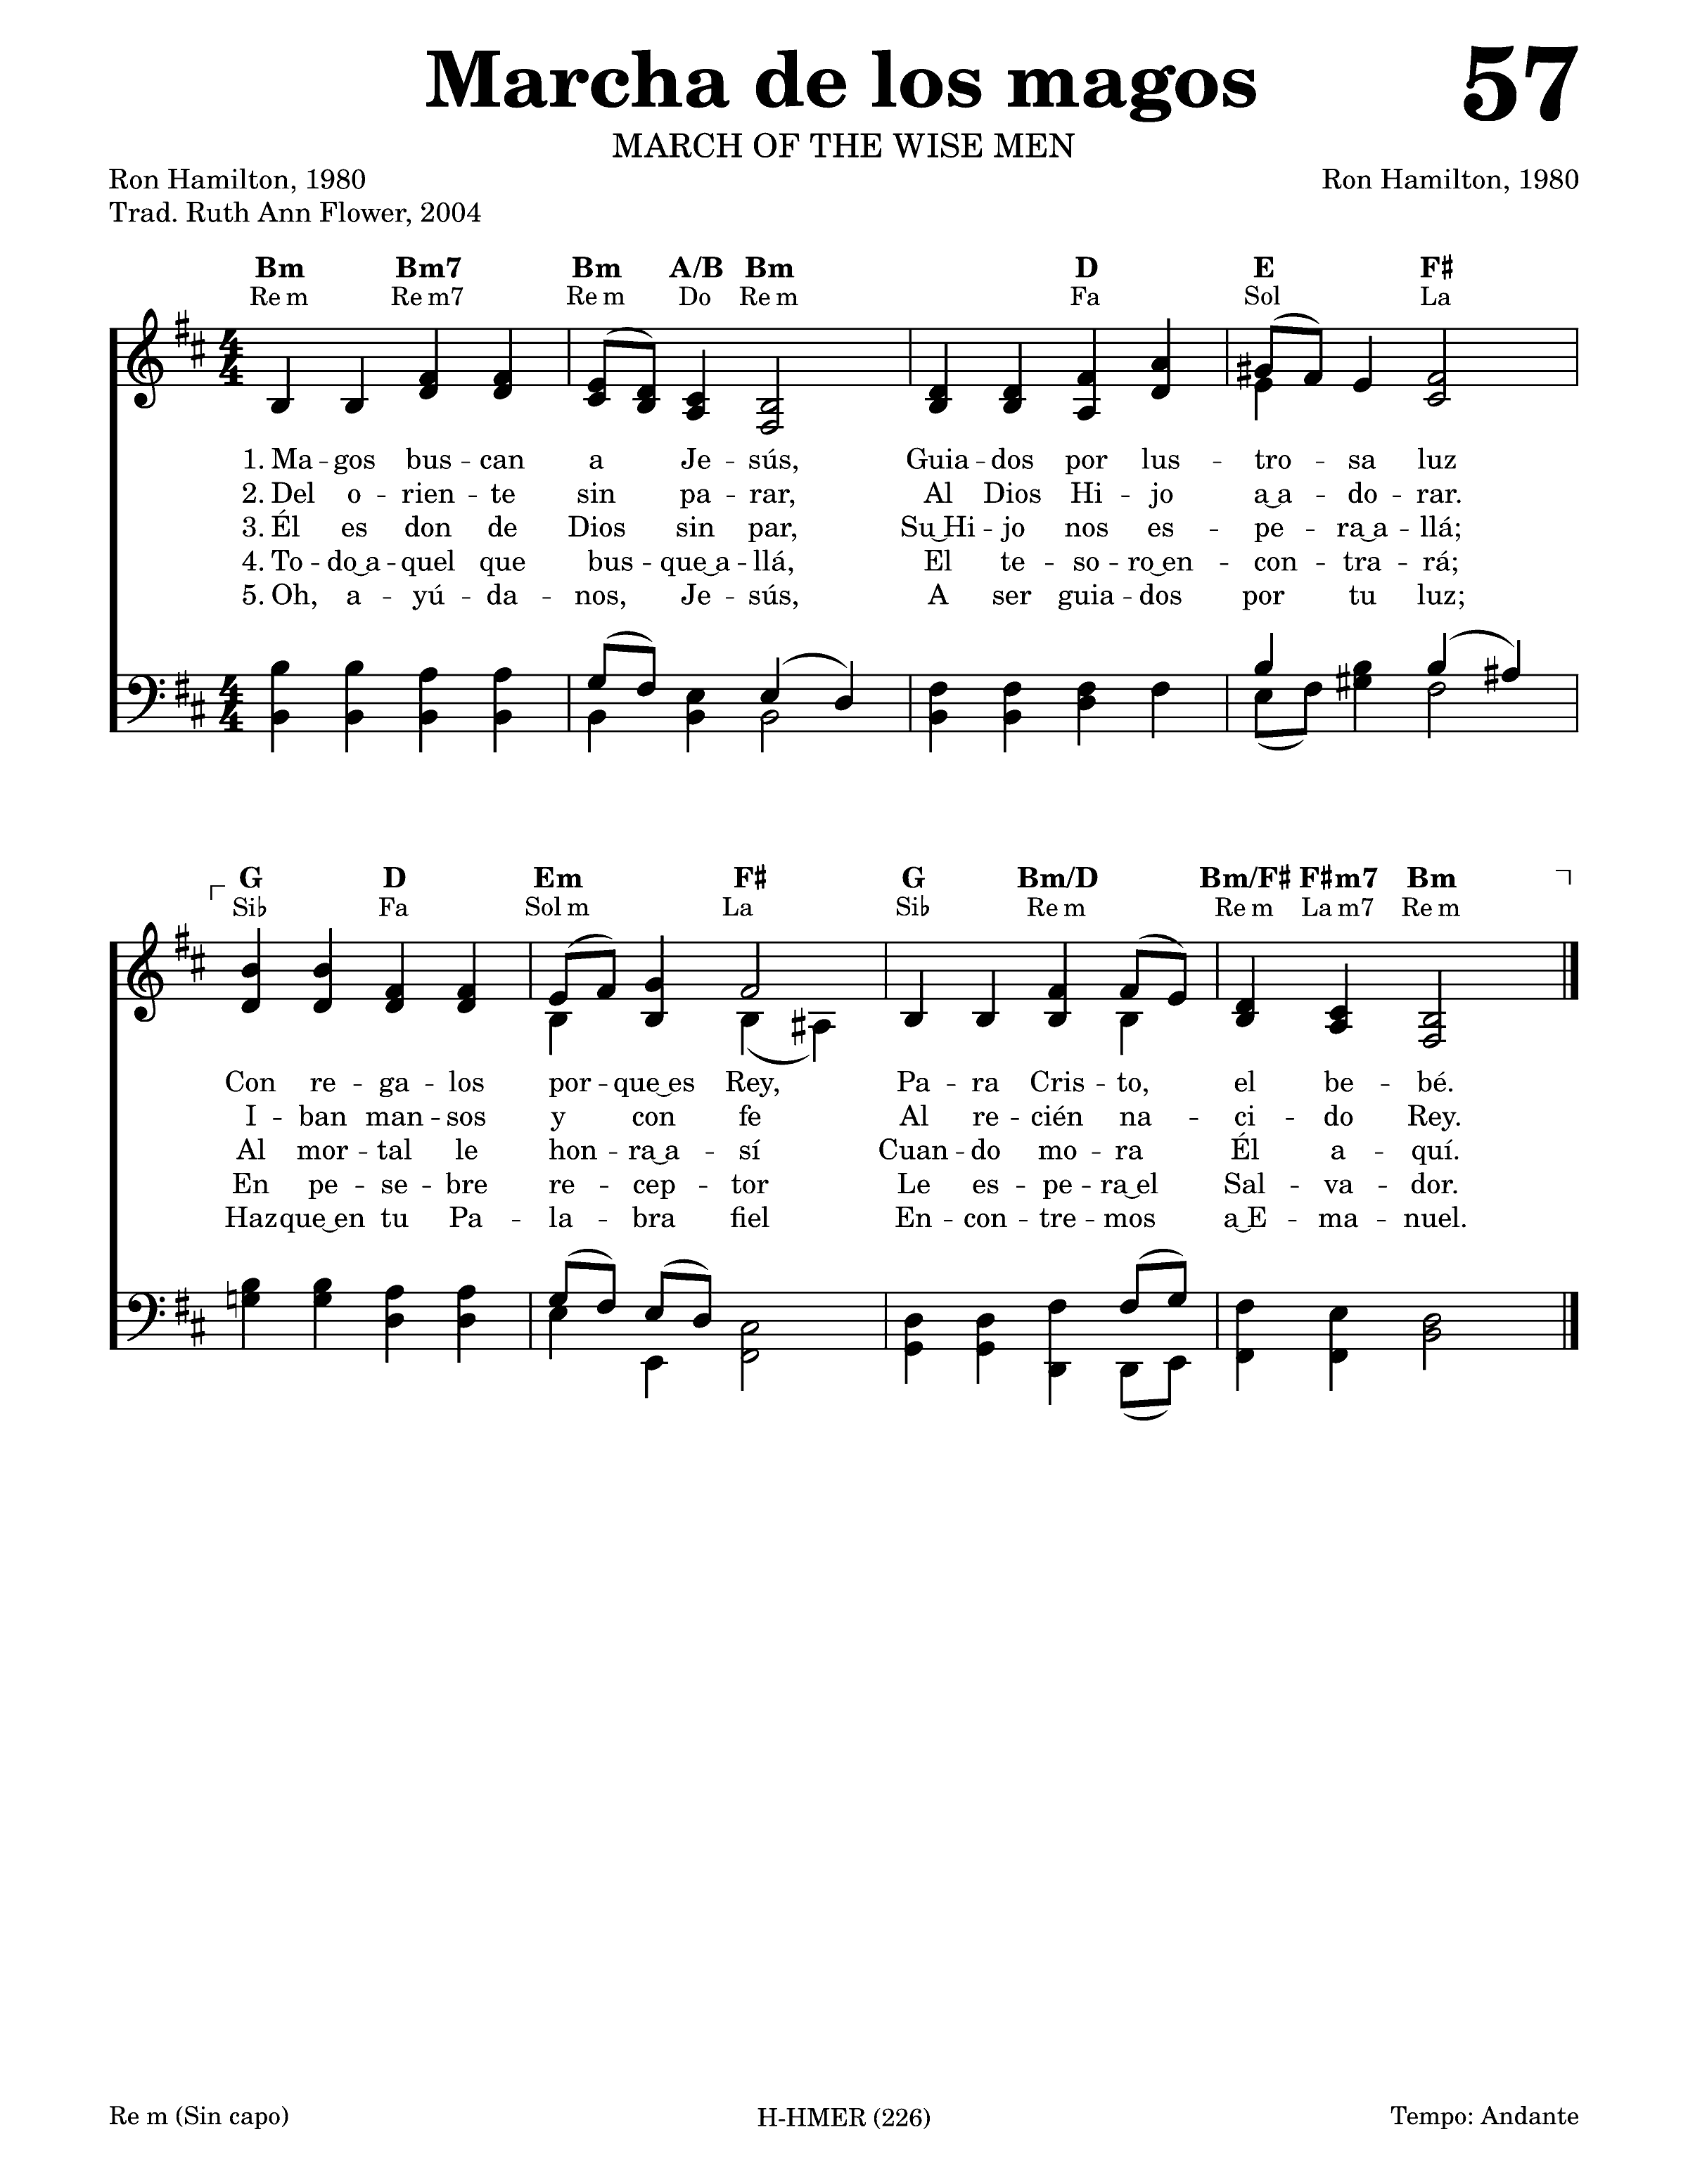 Marcha de los magos
57
MARCH OF THE WISE MEN
Ron Hamilton, 1980
Ron Hamilton, 1980
Trad. Ruth Ann Flower, 2004
Bm Bm7 Bm A/B Bm D E F♯
Re m Re m7 Re m Do Re m Fa Sol La
1. Ma – gos bus – can a Je – sús, Guia – dos por lus – tro – sa luz
2. Del o – rien – te sin pa – rar, Al Dios Hi – jo a‿a – do – rar.
3. Él es don de Dios sin par, Su‿Hi – jo nos es – pe – ra‿a – llá;
4. To – do‿a – quel que bus – que‿a – llá, El te – so – ro‿en – con – tra – rá;
5. Oh, a – yú – da – nos, Je – sús, A ser guia – dos por tu luz;
G D Em F♯ G Bm/D Bm/F♯ F♯m7 Bm
Si♭ Fa Sol m La Si♭ Re m Re m La m7 Re m
Con re – ga – los por – que‿es Rey, Pa – ra Cris – to, el be – bé.
I – ban man – sos y con fe Al re – cién na – ci – do Rey.
Al mor – tal le hon – ra‿a – sí Cuan – do mo – ra Él a – quí.
En pe – se – bre re – cep – tor Le es – pe – ra‿el Sal – va – dor.
Haz que‿en tu Pa – la – bra fiel En – con – tre – mos a‿E – ma – nuel.
Re m (Sin capo)
H-HMER (226)
Tempo: Andante